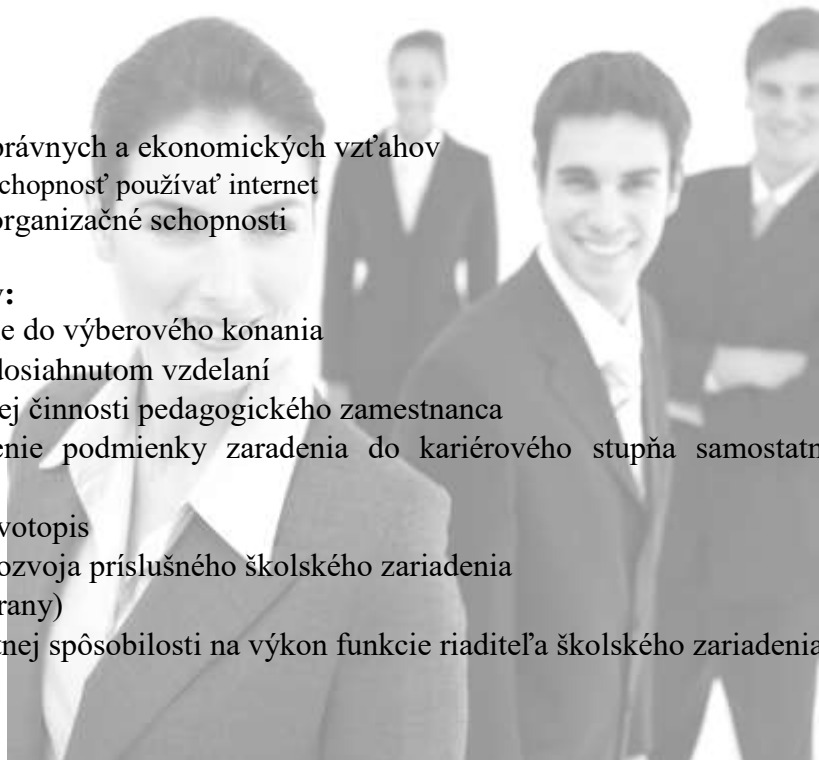 právnych a ekonomických vzťahov
schopnosť používať internet
organizačné schopnosti
y:
e do výberového konania
dosiahnutom vzdelaní
ej činnosti pedagogického zamestnanca
enie podmienky zaradenia do kariérového stupňa samostatn
votopis
ozvoja príslušného školského zariadenia
rany)
tnej spôsobilosti na výkon funkcie riaditeľa školského zariadenia